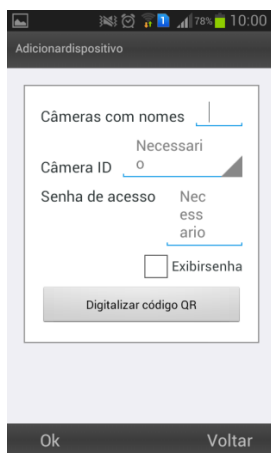 1 78% 10:00
Adicionardispositivo
Câmeras com nomes
Necessari
o
Câmera ID
Senha de acesso
Nec
ess
ario
Exibirsenha
Digitalizar código QR
Ok Voltar